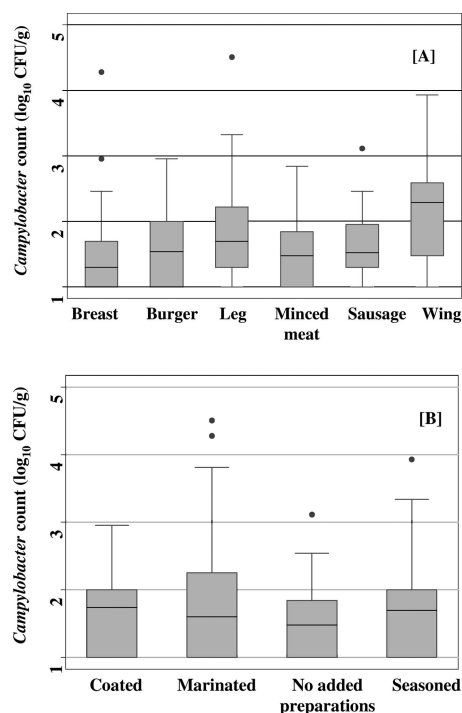 [A]
Campylobacter count (log10 CFU/g)
5
4
3
2
1
Breast Burger Leg Minced meat Sausage Wing
[B]
Campylobacter count (log10 CFU/g)
5
4
3
2
1
Coated Marinated No added preparations Seasoned